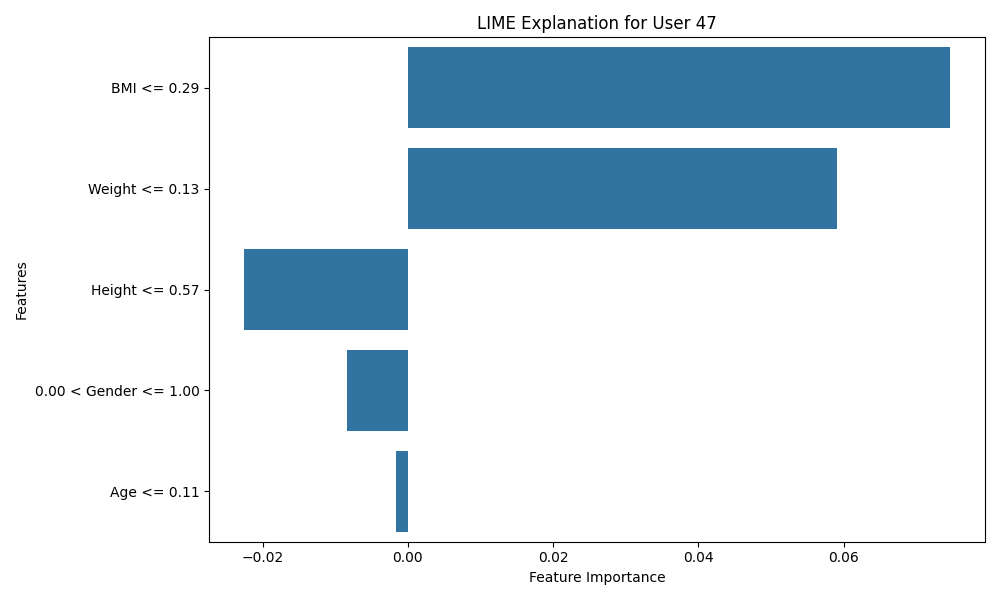 LIME Explanation for User 47
BMI <= 0.29
Weight <= 0.13
Height <= 0.57
0.00 < Gender <= 1.00
Age <= 0.11
Features
−0.02 0.00 0.02 0.04 0.06
Feature Importance